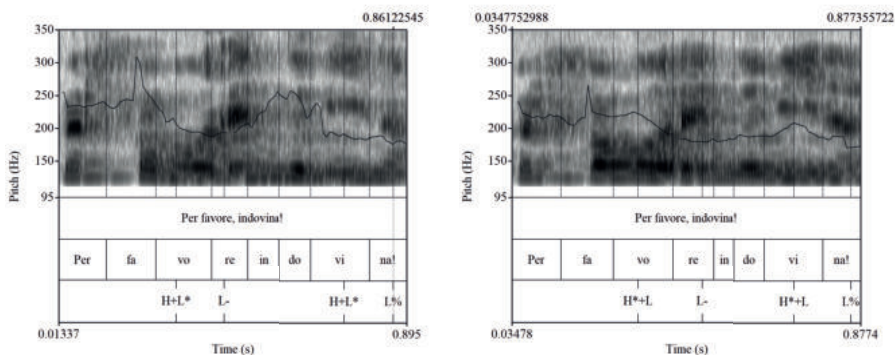 0.86122545
350
300
250
200
150
95
Pitch (Hz)
Per favore, indovina!
Per fa vo re in do vi na!
H+L* L- H+L* L%
0.01337 0.895
Time (s)
0.0347752988 0.877355722
350
300
250
200
150
95
Pitch (Hz)
Per favore, indovina!
Per fa vo re in do vi na!
H*+L L- H*+L L%
0.03478 0.8774
Time (s)